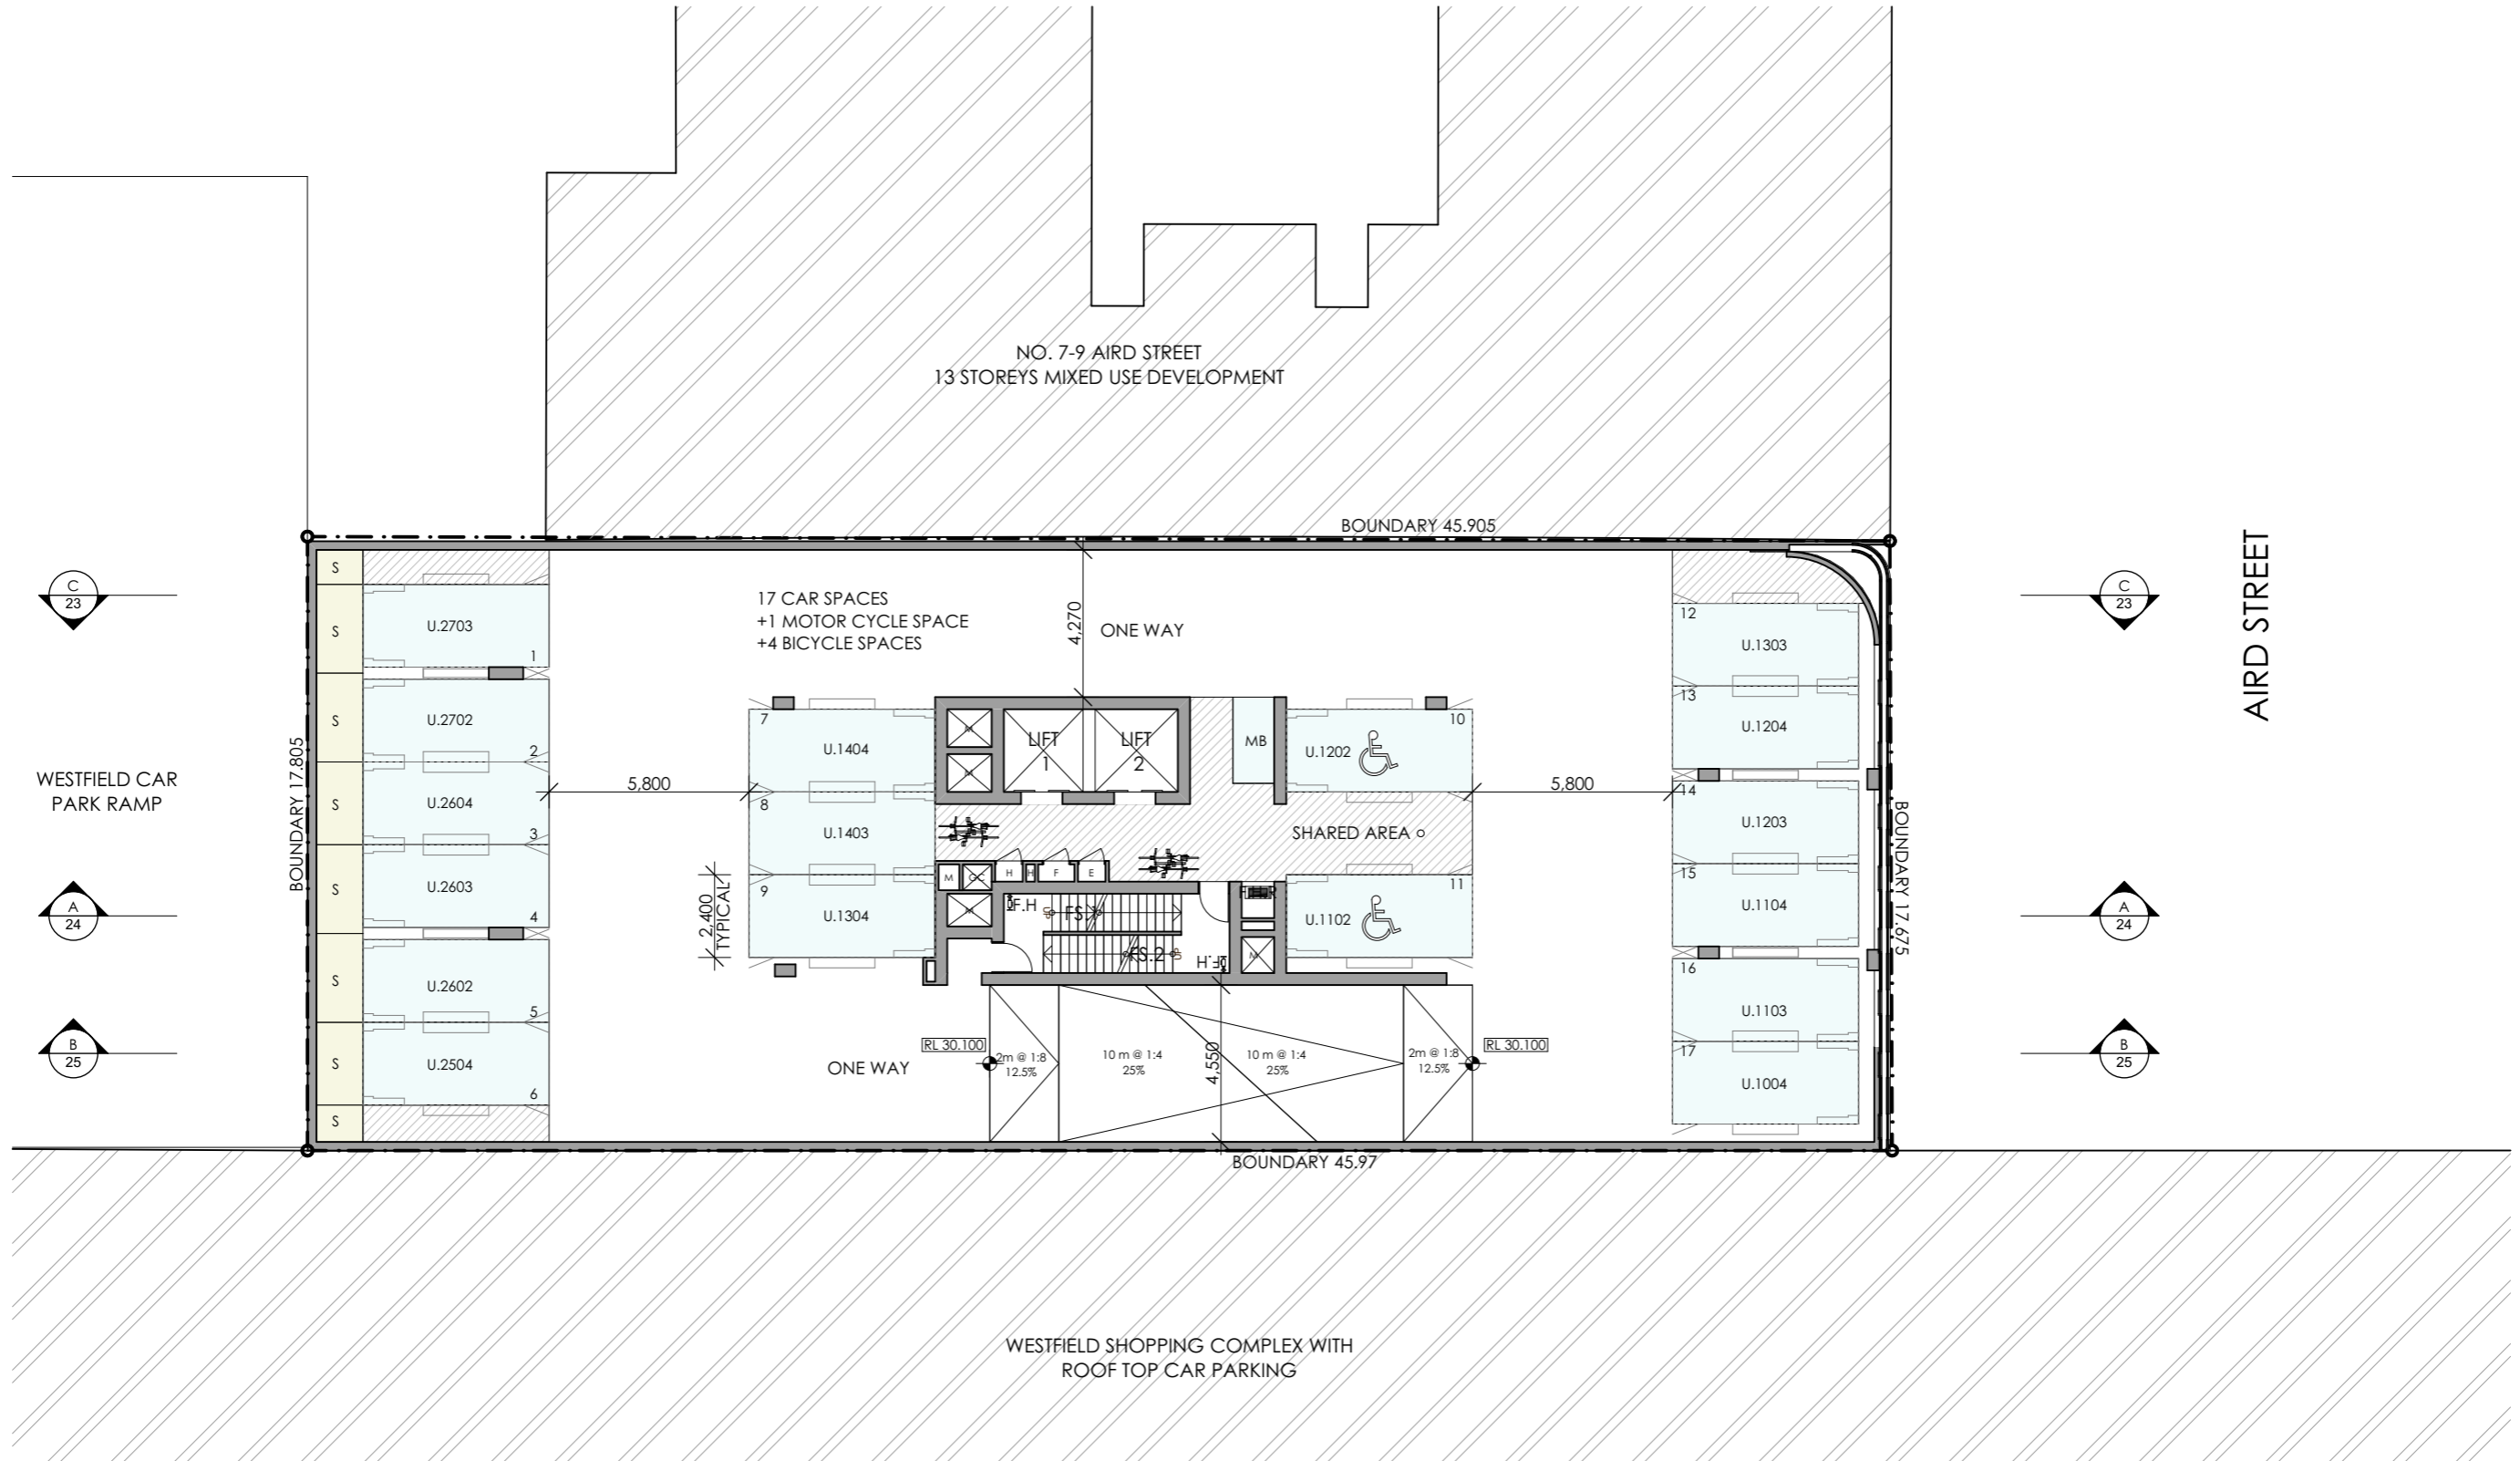 NO. 7-9 AIRD STREET
13 STOREYS MIXED USE DEVELOPMENT
BOUNDARY 45.905
AIRD STREET
C
23
C
23
A
24
A
24
B
25
B
25
WESTFIELD CAR
PARK RAMP
BOUNDARY 17.805
S
S
S
S
S
S
S
S
U.2703
1
U.2702
2
U.2604
3
U.2603
4
U.2602
5
U.2504
6
17 CAR SPACES
+1 MOTOR CYCLE SPACE
+4 BICYCLE SPACES
4,270
ONE WAY
5,800
2,400
TYPICAL
7
U.1404
8
U.1403
9
U.1304
M
M
LIFT
1
LIFT
2
MB
10
U.1202
SHARED AREA
M
GC
H
H
F
E
M
F.H
UP
FS.1
FS.2
UP
F.H
FHR
M
11
U.1102
5,800
12
U.1303
13
U.1204
14
U.1203
15
U.1104
16
U.1103
17
U.1004
BOUNDARY 17.675
ONE WAY
RL 30.100
2m @ 1:8
12.5%
10 m @ 1:4
25%
4,550
10 m @ 1:4
25%
2m @ 1:8
12.5%
RL 30.100
BOUNDARY 45.97
WESTFIELD SHOPPING COMPLEX WITH
ROOF TOP CAR PARKING